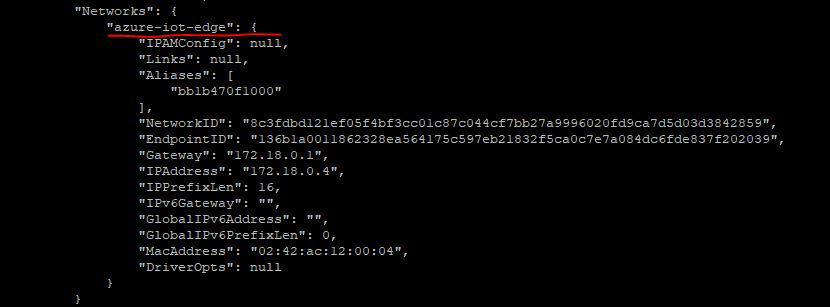 "Networks": {
"azure-iot-edge": {
"IPAMConfig": null,
"Links": null,
"Aliases": [
"bb1b470f1000"
],
"NetworkID": "8c3fdbd121ef05f4bf3cc01c87c044cf7bb27a9996020fd9ca7d5d03d3842859",
"EndpointID": "136b1a0011862328ea564175c597eb21832f5ca0c7e7a084dc6fde837f202039",
"Gateway": "172.18.0.1",
"IPAddress": "172.18.0.4",
"IPPrefixLen": 16,
"IPv6Gateway": "",
"GlobalIPv6Address": "",
"GlobalIPv6PrefixLen": 0,
"MacAddress": "02:42:ac:12:00:04",
"DriverOpts": null
}
}